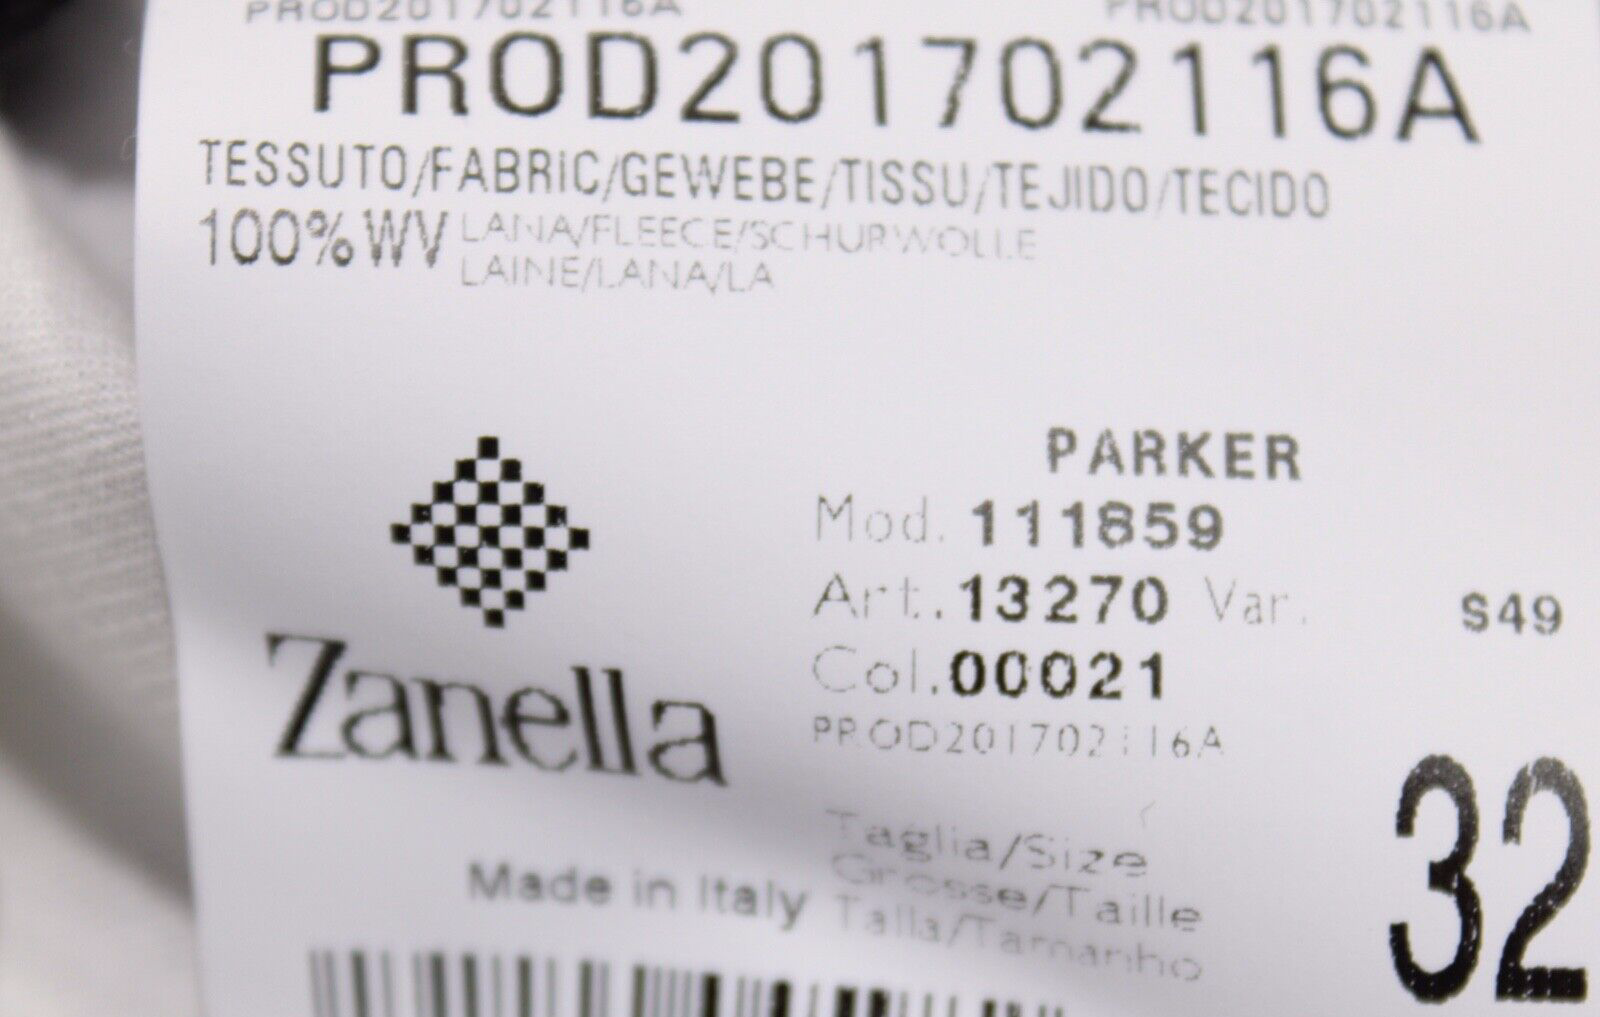 PROD201702116A PROD201702116A
PROD201702116A
TESSUTO/FABRIC/GEWEBE/TISSU/TEJIDO/TECIDO
100% WV LANA/FLEECE/SCHURWOLLE
LAINE/LANA/LA
PARKER
Mod. 111859
Art. 13270 Var. S49
Col. 00021
PROD201702116A
Zanella
32
Taglia/Size
Grosse/Taille
Talla/Tamanho
Made in Italy